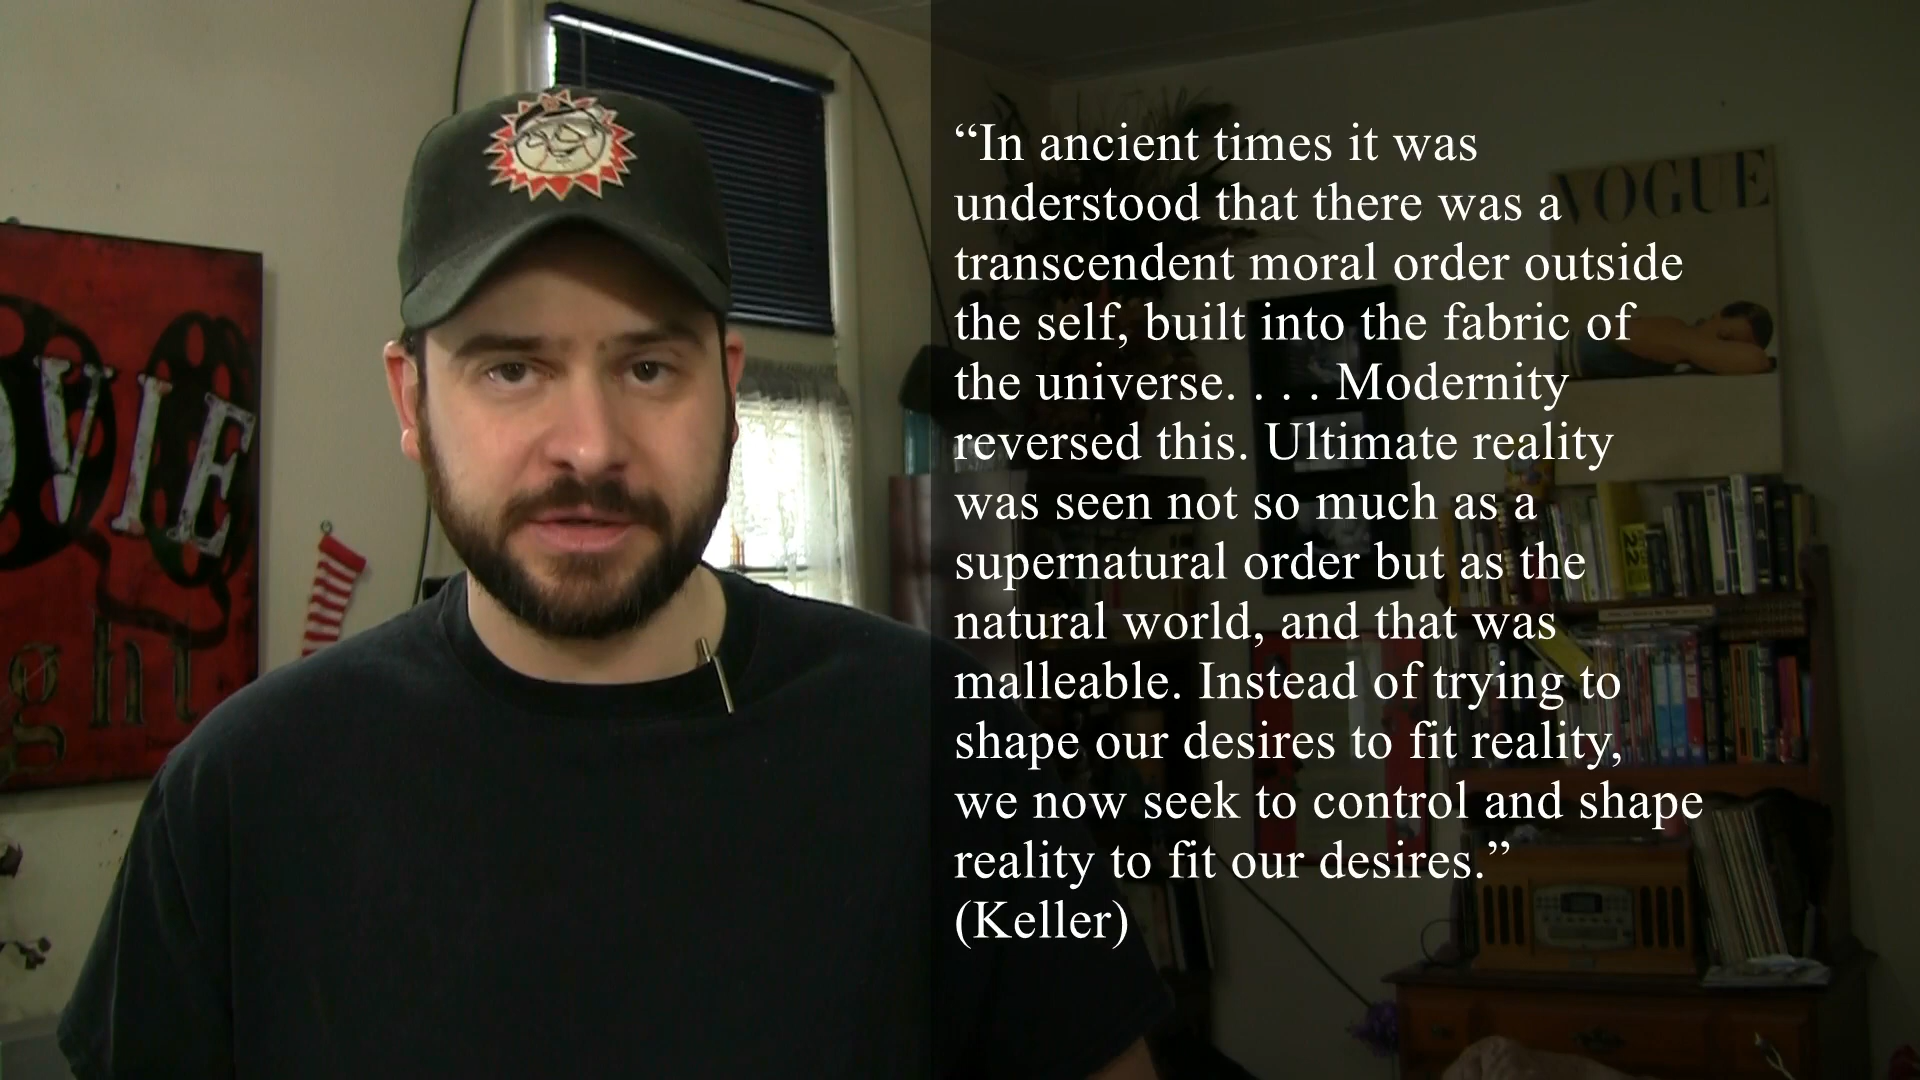 “In ancient times it was
understood that there was a
transcendent moral order outside
the self, built into the fabric of
the universe. . . . Modernity
reversed this. Ultimate reality
was seen not so much as a
supernatural order but as the
natural world, and that was
malleable. Instead of trying to
shape our desires to fit reality,
we now seek to control and shape
reality to fit our desires.”
(Keller)
VOGUE
OVIE
ght